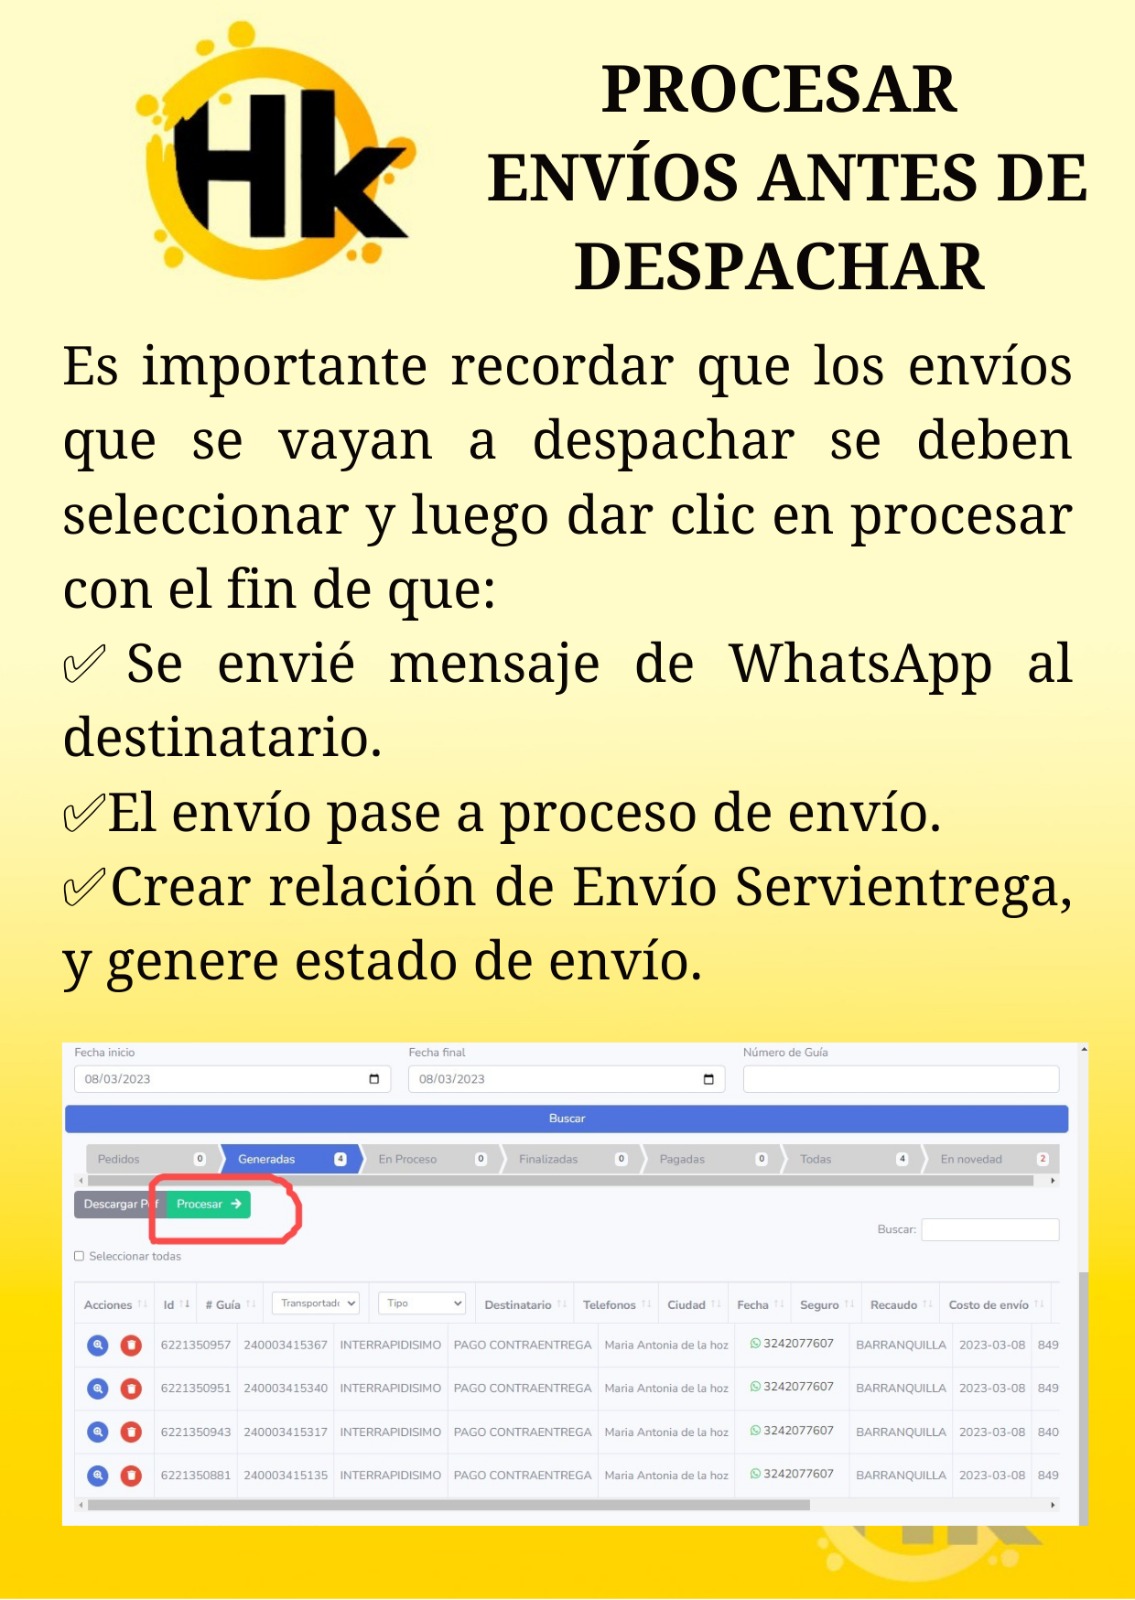 Hk
PROCESAR
ENVÍOS ANTES DE
DESPACHAR
Es importante recordar que los envíos
que se vayan a despachar se deben
seleccionar y luego dar clic en procesar
con el fin de que:
✅ Se envié mensaje de WhatsApp al
destinatario.
✅El envío pase a proceso de envío.
✅Crear relación de Envío Servientrega,
y genere estado de envío.
Fecha inicio Fecha final Número de Guía
08/03/2023 08/03/2023
Buscar
Pedidos 0 Generadas 4 En Proceso 0 Finalizadas 0 Pagadas 0 Todas 4 En novedad 2
Descargar Pdf Procesar →
Buscar:
Seleccionar todas
Acciones Id # Guía Transportado Tipo Destinatario Telefonos Ciudad Fecha Seguro Recaudo Costo de envío
6221350957 240003415367 INTERRAPIDISIMO PAGO CONTRAENTREGA Maria Antonia de la hoz 3242077607 BARRANQUILLA 2023-03-08 849
6221350951 240003415340 INTERRAPIDISIMO PAGO CONTRAENTREGA Maria Antonia de la hoz 3242077607 BARRANQUILLA 2023-03-08 849
6221350943 240003415317 INTERRAPIDISIMO PAGO CONTRAENTREGA Maria Antonia de la hoz 3242077607 BARRANQUILLA 2023-03-08 840
6221350881 240003415135 INTERRAPIDISIMO PAGO CONTRAENTREGA Maria Antonia de la hoz 3242077607 BARRANQUILLA 2023-03-08 849